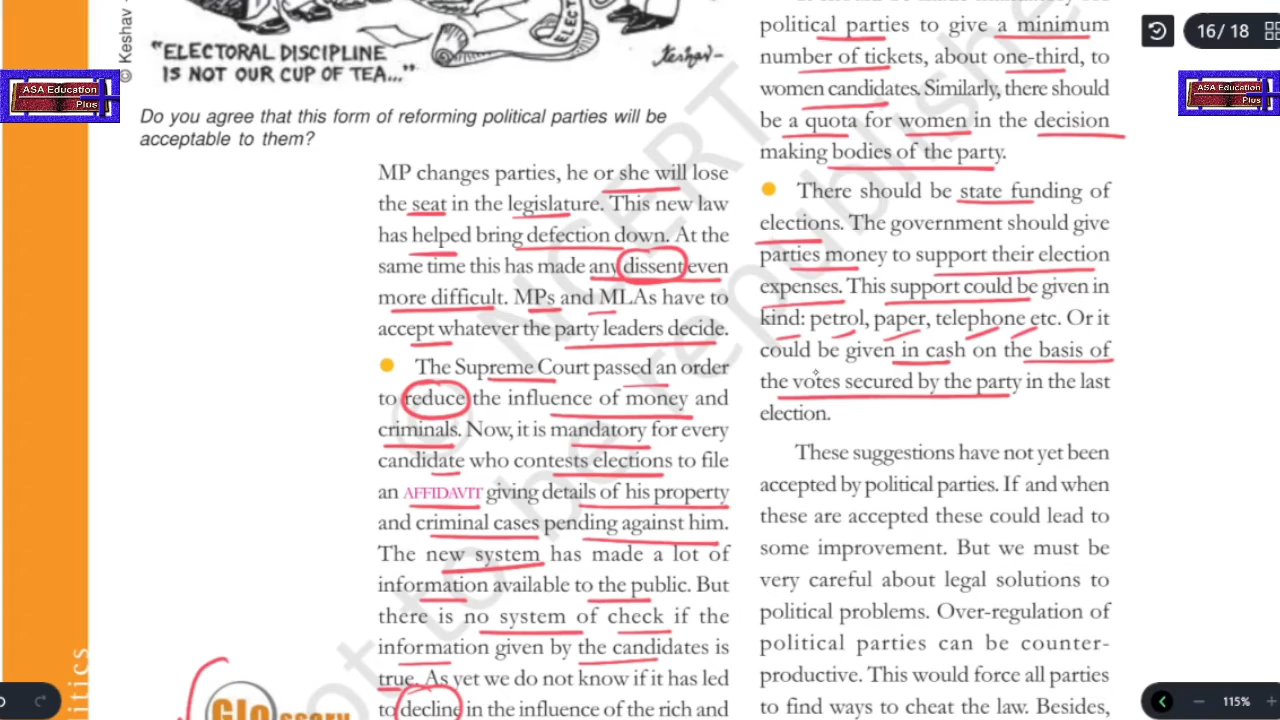 © Keshav -
"ELECTORAL DISCIPLINE
IS NOT OUR CUP OF TEA..."
Keshav-
ELECT
ASA Education
Plus
Do you agree that this form of reforming political parties will be
acceptable to them?
MP changes parties, he or she will lose
the seat in the legislature. This new law
has helped bring defection down. At the
same time this has made any dissent even
more difficult. MPs and MLAs have to
accept whatever the party leaders decide.
The Supreme Court passed an order
to reduce the influence of money and
criminals. Now, it is mandatory for every
candidate who contests elections to file
an AFFIDAVIT giving details of his property
and criminal cases pending against him.
The new system has made a lot of
information available to the public. But
there is no system of check if the
information given by the candidates is
true. As yet we do not know if it has led
to decline in the influence of the rich and
Glossary
litics
political parties to give a minimum
number of tickets, about one-third, to
women candidates. Similarly, there should
be a quota for women in the decision
making bodies of the party.
There should be state funding of
elections. The government should give
parties money to support their election
expenses. This support could be given in
kind: petrol, paper, telephone etc. Or it
could be given in cash on the basis of
the votes secured by the party in the last
election.
These suggestions have not yet been
accepted by political parties. If and when
these are accepted these could lead to
some improvement. But we must be
very careful about legal solutions to
political problems. Over-regulation of
political parties can be counter-
productive. This would force all parties
to find ways to cheat the law. Besides,
© NCERT
not to be republished
16/ 18
ASA Education
Plus
115%